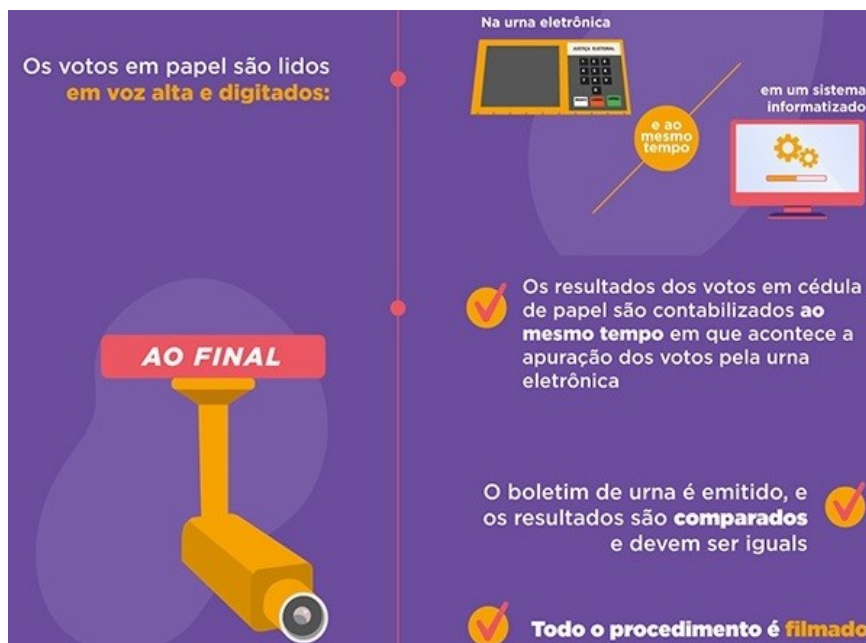 Os votos em papel são lidos
em voz alta e digitados:
Na urna eletrônica
JUSTIÇA ELEITORAL
e ao
mesmo
tempo
em um sistema
informatizado
AO FINAL
Os resultados dos votos em cédula
de papel são contabilizados ao
mesmo tempo em que acontece a
apuração dos votos pela urna
eletrônica
O boletim de urna é emitido, e
os resultados são comparados
e devem ser iguals
Todo o procedimento é filmado